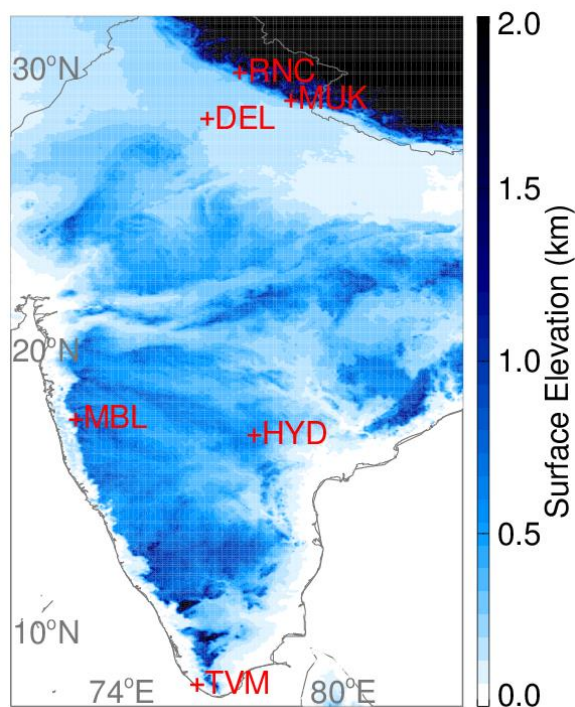 2.0
30°N
+RNC
+MUK
+DEL
1.5
Surface Elevation (km)
20°N
1.0
+MBL
+HYD
0.5
10°N
+TVM
74°E
80°E
0.0